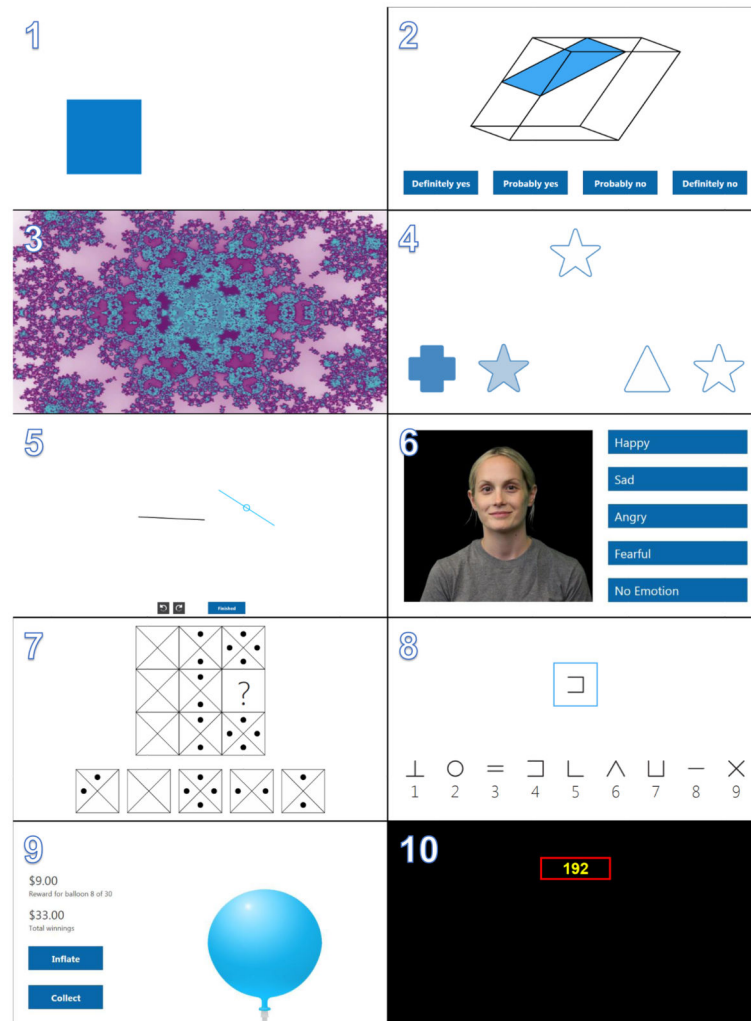 1
2
Definitely yes
Probably yes
Probably no
Definitely no
3
4
5
Finished
6
Happy
Sad
Angry
Fearful
No Emotion
7
?
8
1 2 3 4 5 6 7 8 9
9
$9.00
Reward for balloon 8 of 30
$33.00
Total winnings
Inflate
Collect
10
192